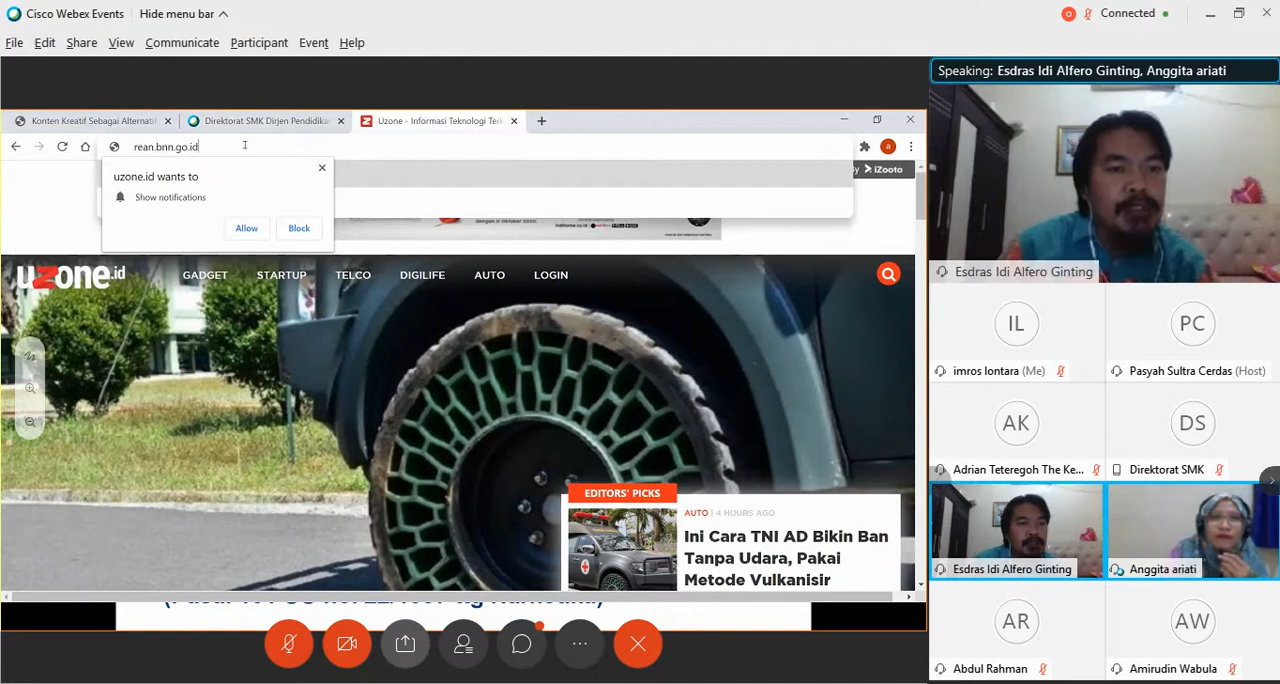 Cisco Webex Events
Hide menu bar
Connected
File Edit Share View Communicate Participant Event Help
Speaking: Esdras Idi Alfero Ginting, Anggita ariati
Konten Kreatif Sebagai Alternatif
Direktorat SMK Dirjen Pendidikan
Uzone - Informasi Teknologi Terk
rean.bnn.go.id
a
uzone.id wants to
Show notifications
Allow
Block
by iZooto
uzone.id
GADGET STARTUP TELCO DIGILIFE AUTO LOGIN
EDITORS' PICKS
AUTO | 4 HOURS AGO
Ini Cara TNI AD Bikin Ban
Tanpa Udara, Pakai
Metode Vulkanisir
Esdras Idi Alfero Ginting
IL
imros lontara (Me)
PC
Pasyah Sultra Cerdas (Host)
AK
Adrian Teteregoh The Ke...
DS
Direktorat SMK
Esdras Idi Alfero Ginting
Anggita ariati
AR
Abdul Rahman
AW
Amirudin Wabula